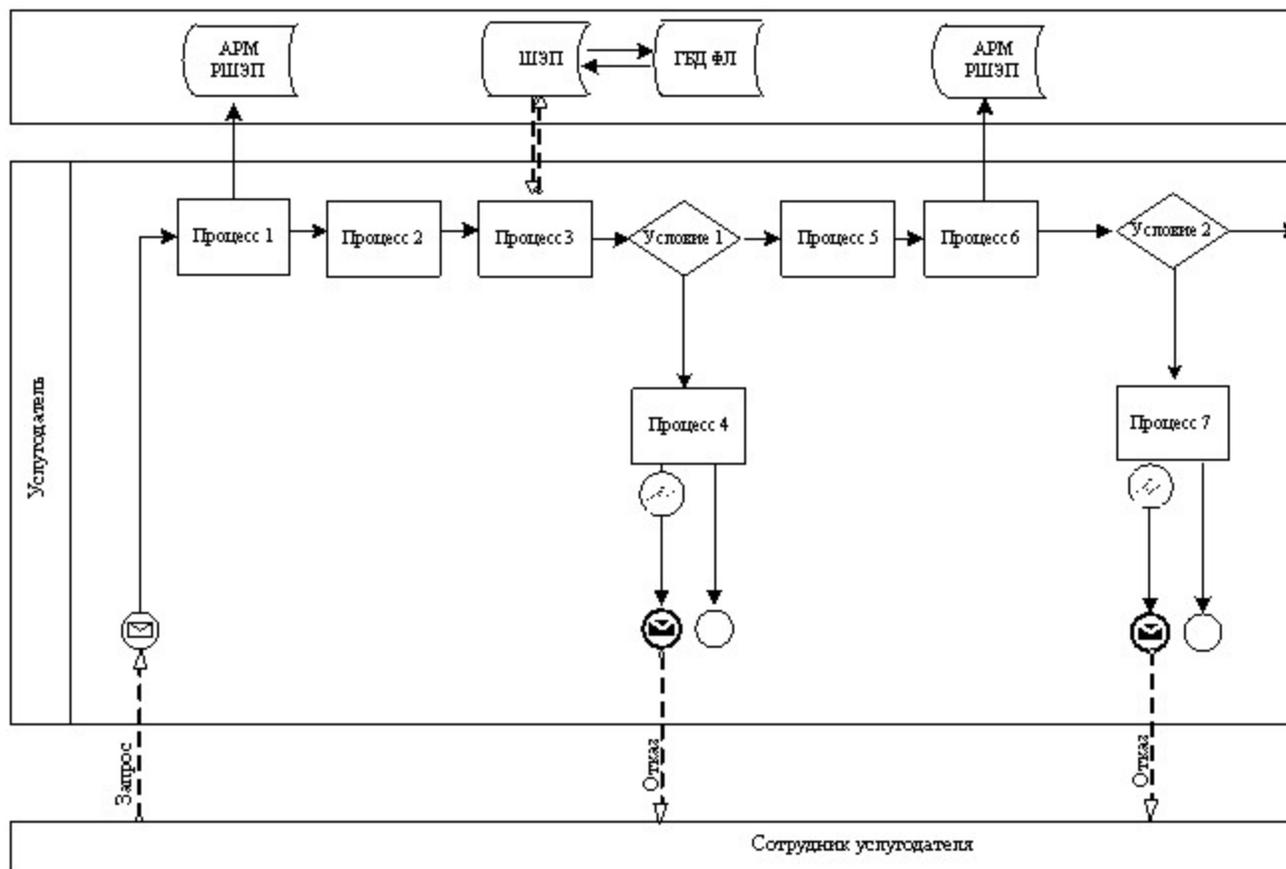 АРМ
РШЭП
ШЭП
ГБД ФЛ
АРМ
РШЭП
Процесс 1
Процесс 2
Процесс 3
Условие 1
Процесс 5
Процесс 6
Условие 2
Процесс 4
Процесс 7
Услугодатель
Запрос
Отказ
Отказ
Сотрудник услугодателя